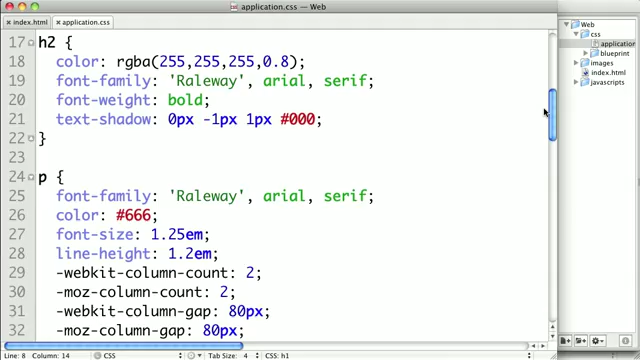 application.css — Web
index.html
application.css
17 h2 {
18 color: rgba(255,255,255,0.8);
19 font-family: 'Raleway', arial, serif;
20 font-weight: bold;
21 text-shadow: 0px -1px 1px #000;
22 }
23
24 p {
25 font-family: 'Raleway', arial, serif;
26 color: #666;
27 font-size: 1.25em;
28 line-height: 1.2em;
29 -webkit-column-count: 2;
30 -moz-column-count: 2;
31 -webkit-column-gap: 80px;
32 -moz-column-gap: 80px;
Line: 8 Column: 14 CSS Tab Size: 4 CSS: h1
Web
css
application
blueprint
images
index.html
javascripts